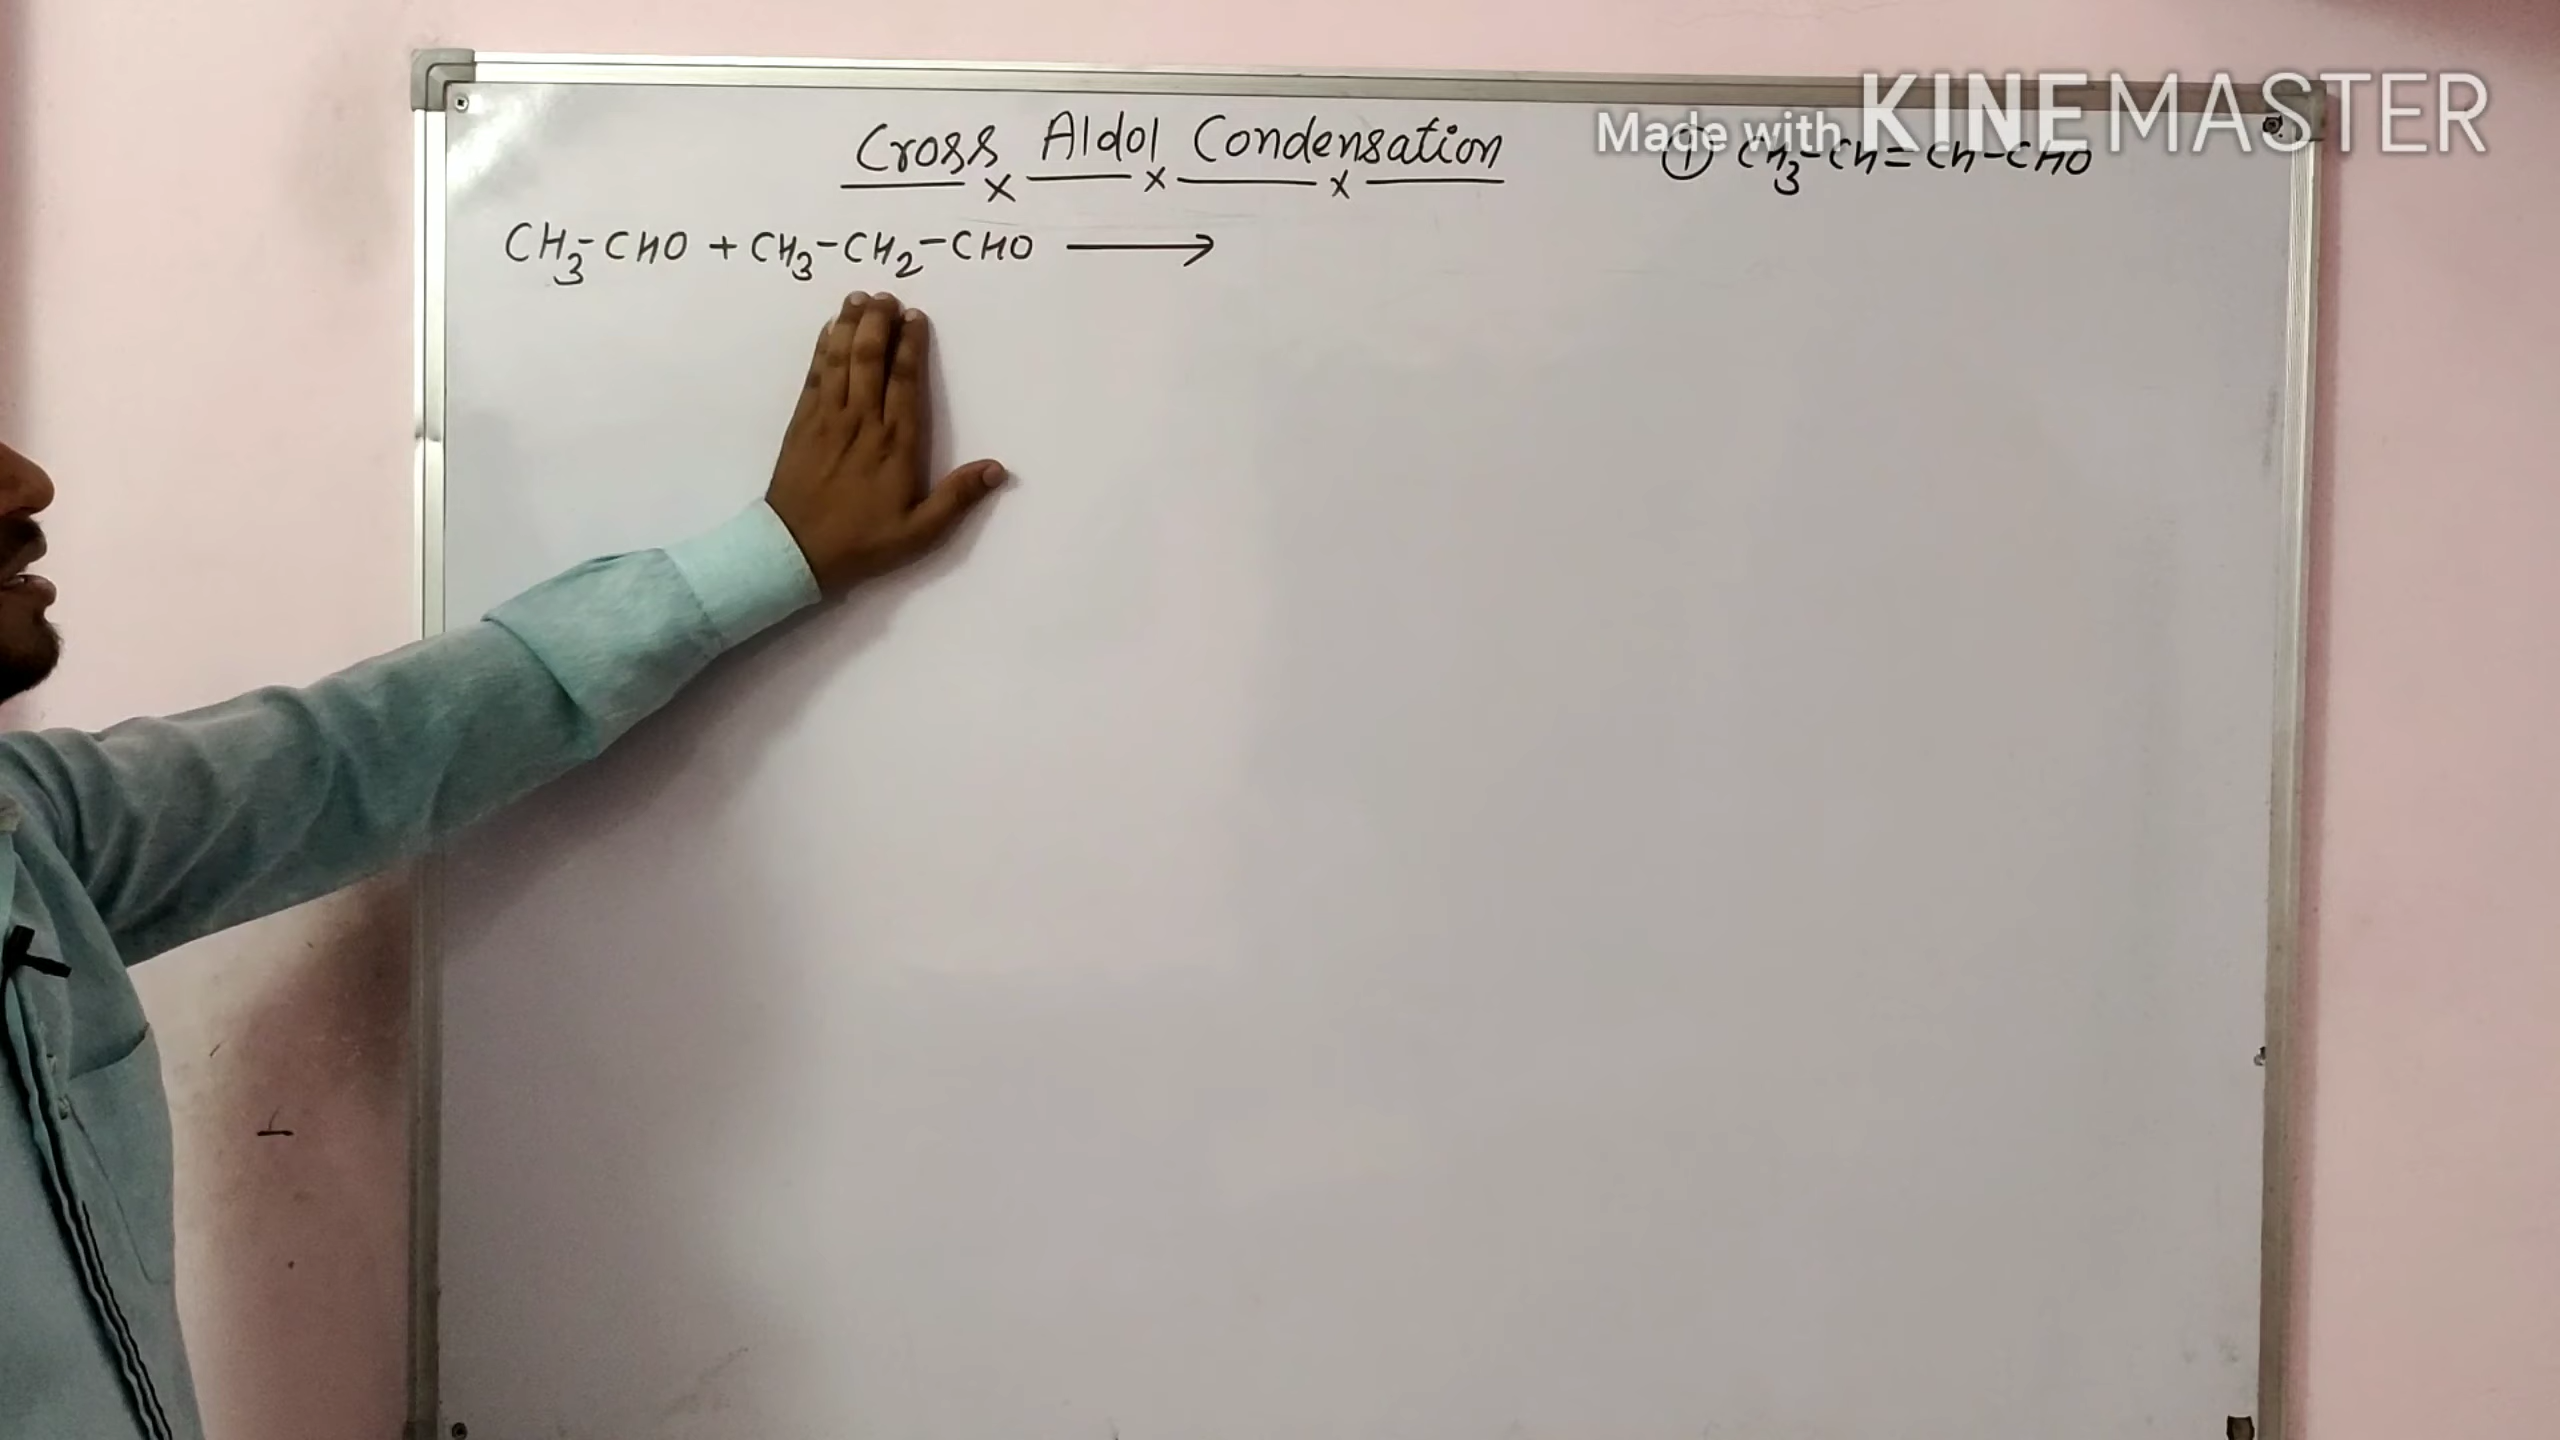 Made with KINEMASTER
Cross Aldol Condensation
① CH3-CH=CH-CHO
CH3-CHO + CH3-CH2-CHO ⟶